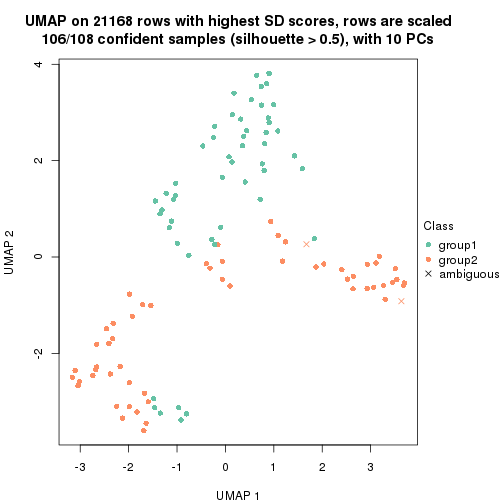 UMAP on 21168 rows with highest SD scores, rows are scaled
106/108 confident samples (silhouette > 0.5), with 10 PCs
4
2
0
-2
UMAP 2
-3
-2
-1
0
1
2
3
UMAP 1
Class
group1
group2
ambiguous